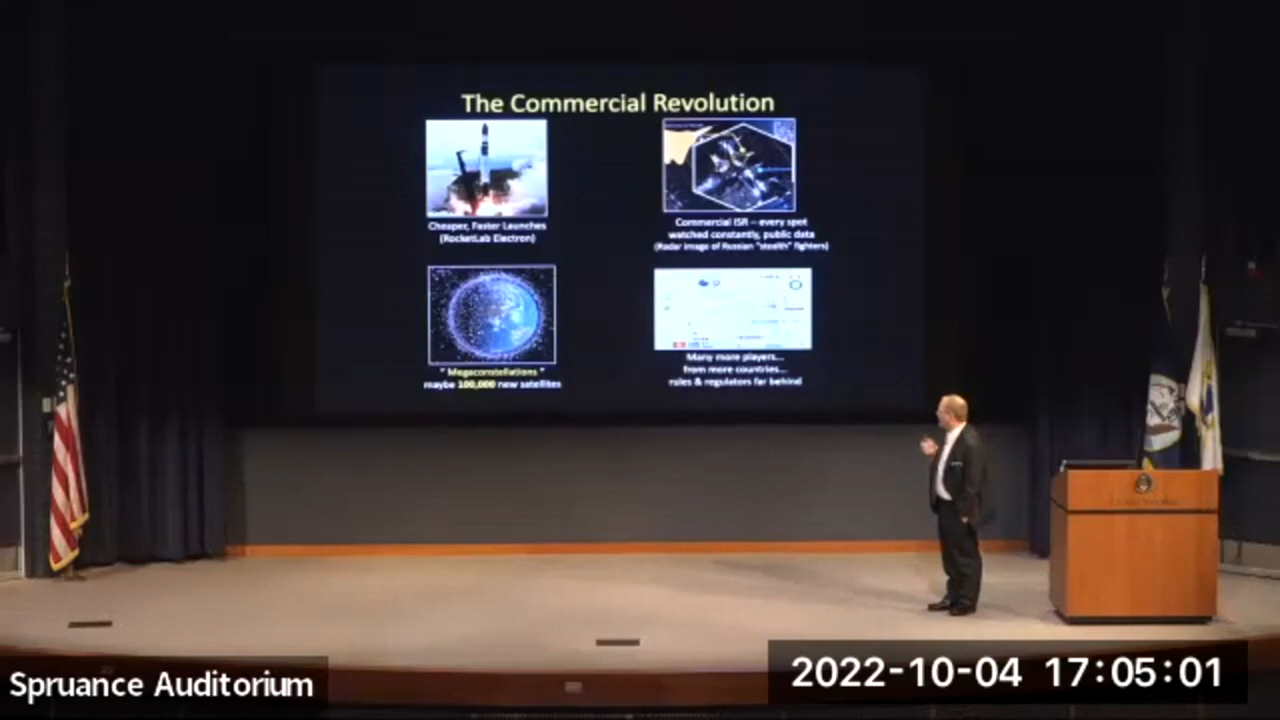 The Commercial Revolution
Cheaper, Faster Launches
(RocketLab Electron)
Commercial ISR – every spot
watched constantly, public data
(Radar image of Russian "stealth" fighters)
" Megaconstellations "
maybe 100,000 new satellites
Many more players...
from more countries...
rules & regulators far behind
Spruance Auditorium
2022-10-04 17:05:01